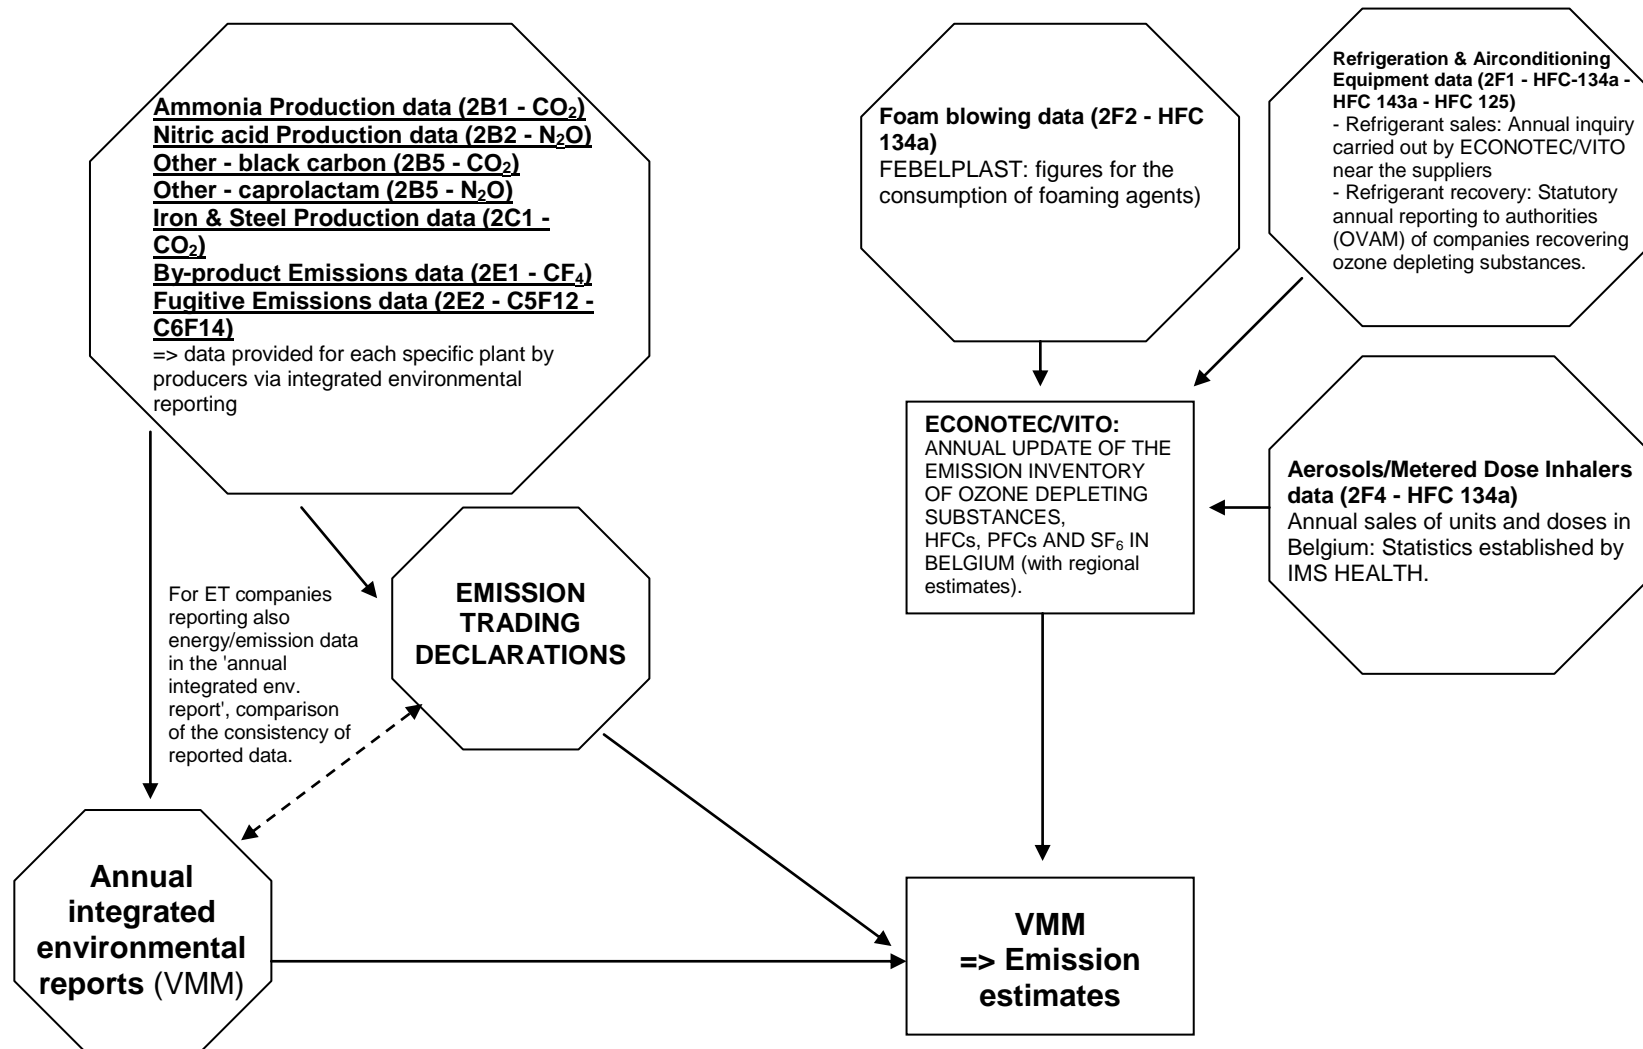 Ammonia Production data (2B1 - CO₂)
Nitric acid Production data (2B2 - N₂O)
Other - black carbon (2B5 - CO₂)
Other - caprolactam (2B5 - N₂O)
Iron & Steel Production data (2C1 -
CO₂)
By-product Emissions data (2E1 - CF₄)
Fugitive Emissions data (2E2 - C5F12 -
C6F14)
=> data provided for each specific plant by
producers via integrated environmental
reporting
Foam blowing data (2F2 - HFC
134a)
FEBELPLAST: figures for the
consumption of foaming agents)
Refrigeration & Airconditioning
Equipment data (2F1 - HFC-134a -
HFC 143a - HFC 125)
- Refrigerant sales: Annual inquiry
carried out by ECONOTEC/VITO
near the suppliers
- Refrigerant recovery: Statutory
annual reporting to authorities
(OVAM) of companies recovering
ozone depleting substances.
ECONOTEC/VITO:
ANNUAL UPDATE OF THE
EMISSION INVENTORY
OF OZONE DEPLETING
SUBSTANCES,
HFCs, PFCs AND SF₆ IN
BELGIUM (with regional
estimates).
Aerosols/Metered Dose Inhalers
data (2F4 - HFC 134a)
Annual sales of units and doses in
Belgium: Statistics established by
IMS HEALTH.
For ET companies
reporting also
energy/emission data
in the 'annual
integrated env.
report', comparison
of the consistency of
reported data.
EMISSION
TRADING
DECLARATIONS
Annual
integrated
environmental
reports (VMM)
VMM
=> Emission
estimates